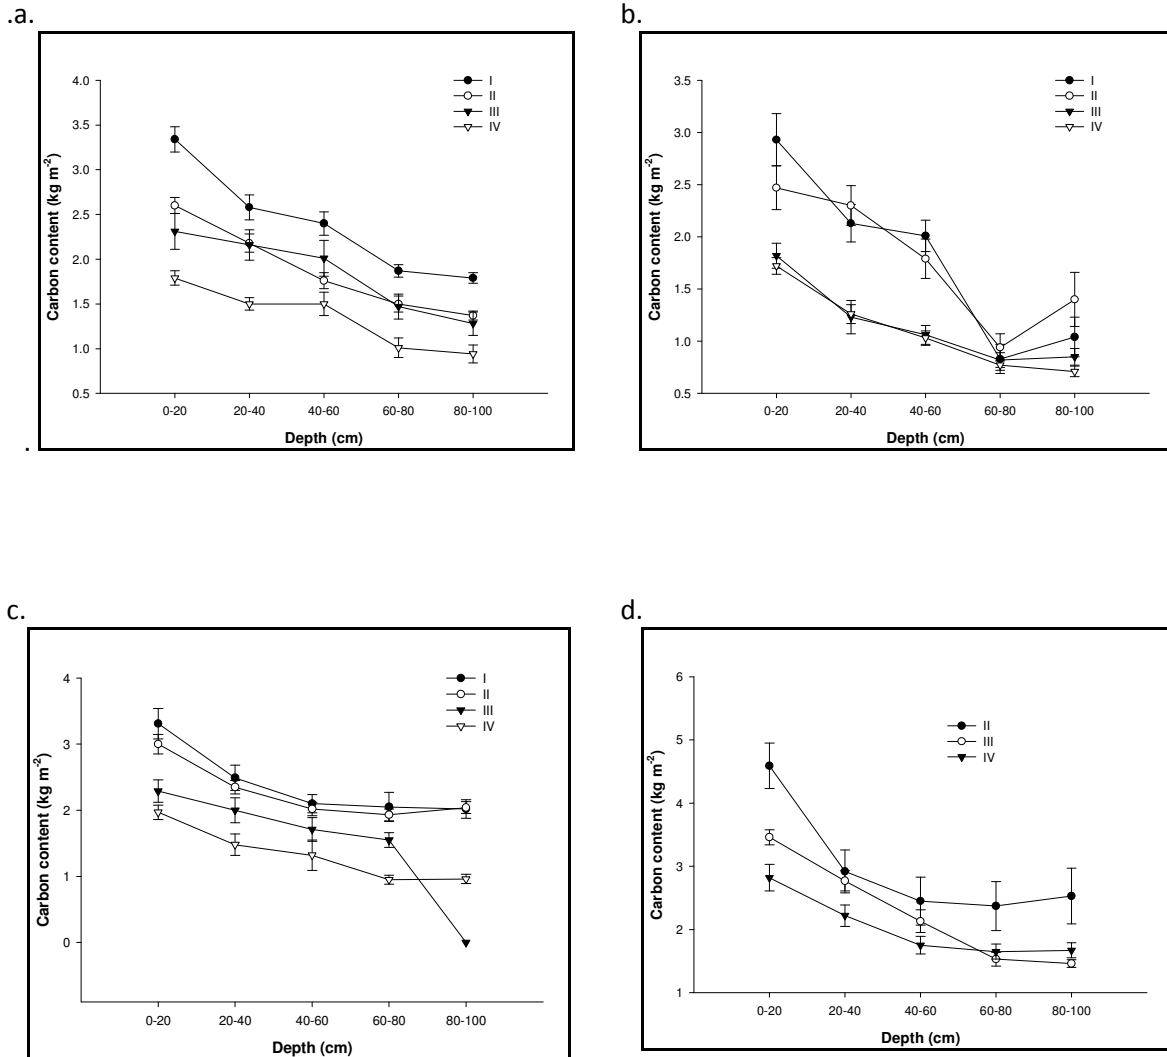 .a.
4.0
3.5
3.0
2.5
2.0
1.5
1.0
0.5
Carbon content (kg m-2)
I
II
III
IV
0-20 20-40 40-60 60-80 80-100
Depth (cm)
.
b.
3.5
3.0
2.5
2.0
1.5
1.0
0.5
Carbon content (kg m-2)
I
II
III
IV
0-20 20-40 40-60 60-80 80-100
Depth (cm)
c.
4
3
2
1
0
Carbon content (kg m-2)
I
II
III
IV
0-20 20-40 40-60 60-80 80-100
Depth (cm)
d.
6
5
4
3
2
1
Carbon content (kg m-2)
II
III
IV
0-20 20-40 40-60 60-80 80-100
Depth (cm)